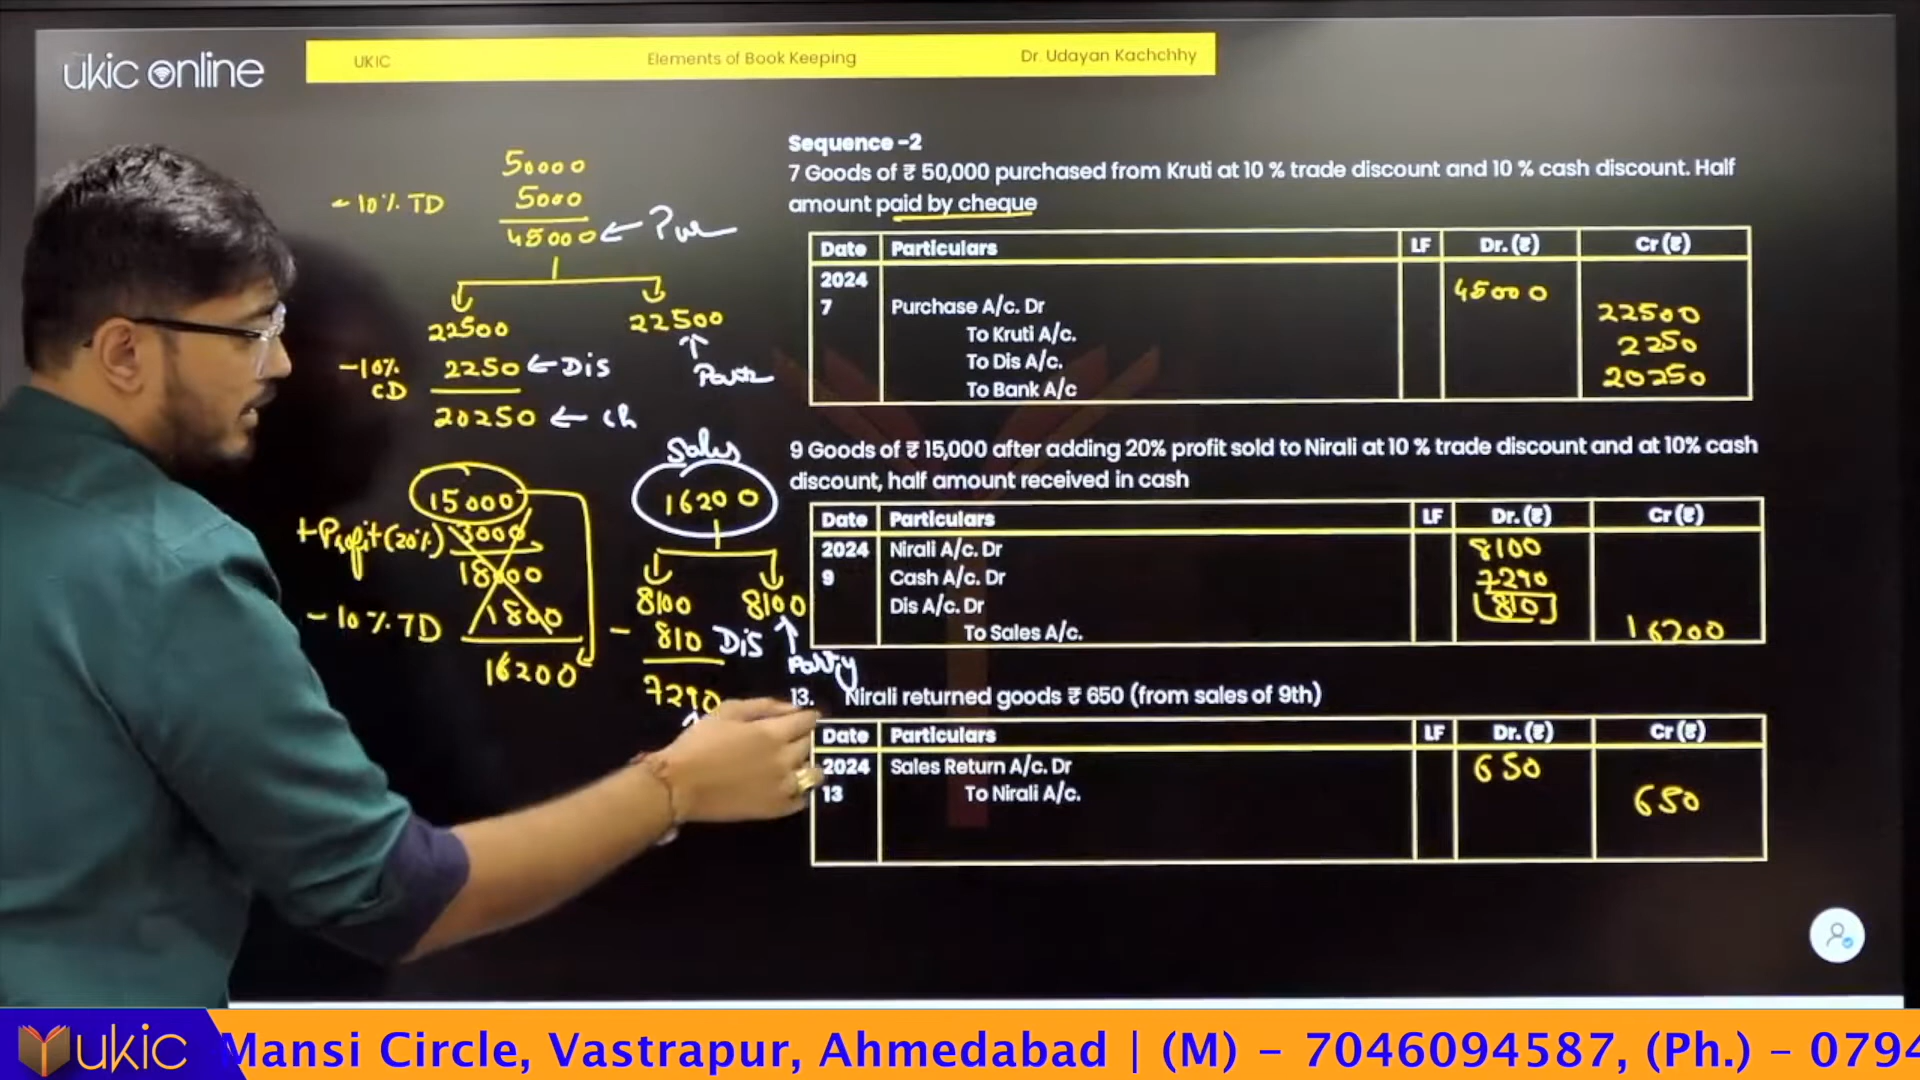 ukic online
UKIC Elements of Book Keeping Dr. Udayan Kachchhy
50000
- 10% TD 5000
45000 ← Pur
22500 22500
- 10% CD 2250 ← Dis
20250 ← ch
Sales
15000 16200
+ Profit (20%) 3000
18000
8100 8100
- 10% TD 1800
- 810 Dis Party
16200
7290
Sequence -2
7 Goods of ₹ 50,000 purchased from Kruti at 10 % trade discount and 10 % cash discount. Half
amount paid by cheque
Date Particulars LF Dr. (₹) Cr (₹)
2024 45000
7 Purchase A/c. Dr 22500
To Kruti A/c. 2250
To Dis A/c. 20250
To Bank A/c
9 Goods of ₹ 15,000 after adding 20% profit sold to Nirali at 10 % trade discount and at 10% cash
discount, half amount received in cash
Date Particulars LF Dr. (₹) Cr (₹)
2024 Nirali A/c. Dr 8100
9 Cash A/c. Dr 7290
Dis A/c. Dr 810
To Sales A/c. 16200
13. Nirali returned goods ₹ 650 (from sales of 9th)
Date Particulars LF Dr. (₹) Cr (₹)
2024 Sales Return A/c. Dr 650
13 To Nirali A/c. 650
ukic Mansi Circle, Vastrapur, Ahmedabad | (M) – 7046094587, (Ph.) – 0794